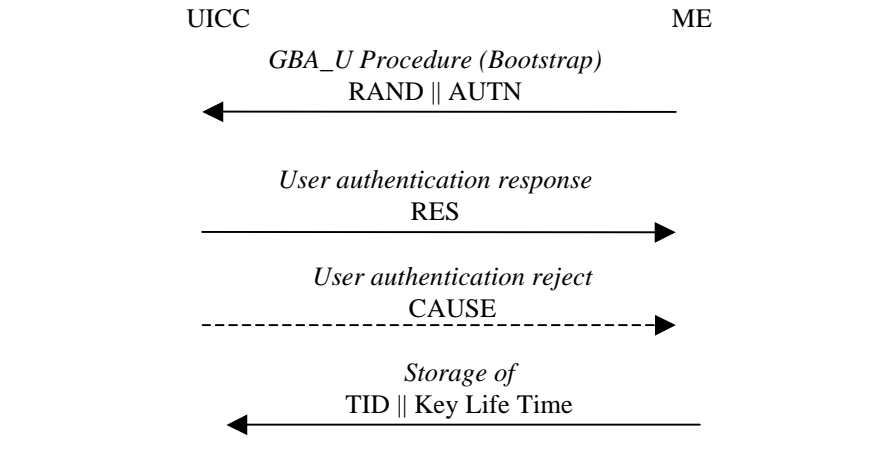 UICC ME
GBA_U Procedure (Bootstrap)
RAND || AUTN
User authentication response
RES
User authentication reject
CAUSE
Storage of
TID || Key Life Time